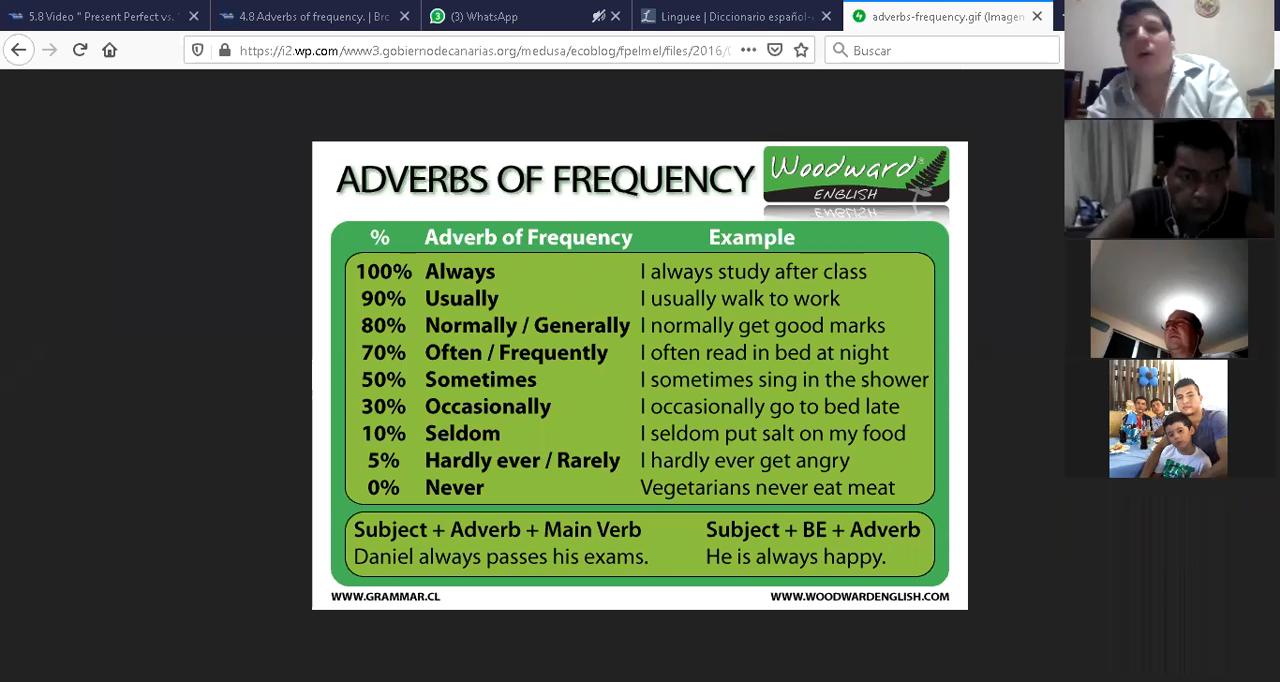 5.8 Video " Present Perfect vs.
4.8 Adverbs of frequency. | Brc
(3) WhatsApp
Linguee | Diccionario español-
adverbs-frequency.gif (Imagen
https://i2.wp.com/www3.gobiernodecanarias.org/medusa/ecoblog/fpelmel/files/2016/
Buscar
ADVERBS OF FREQUENCY
Woodward®
ENGLISH
% Adverb of Frequency Example
100% Always I always study after class
90% Usually I usually walk to work
80% Normally / Generally I normally get good marks
70% Often / Frequently I often read in bed at night
50% Sometimes I sometimes sing in the shower
30% Occasionally I occasionally go to bed late
10% Seldom I seldom put salt on my food
5% Hardly ever / Rarely I hardly ever get angry
0% Never Vegetarians never eat meat
Subject + Adverb + Main Verb Subject + BE + Adverb
Daniel always passes his exams. He is always happy.
WWW.GRAMMAR.CL WWW.WOODWARDENGLISH.COM